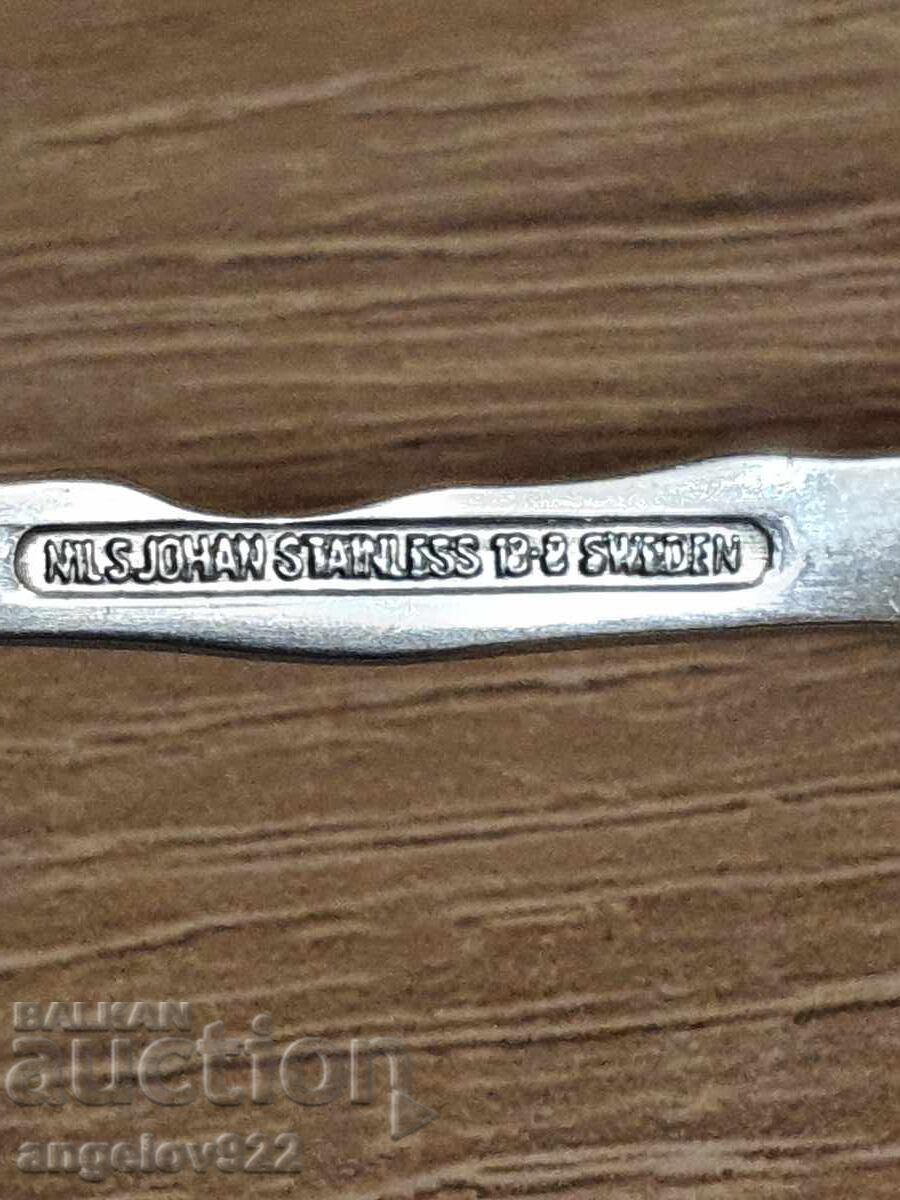 NILSJOHAN STAINLESS 18-8 SWEDEN
BALKAN
auction
angelov922